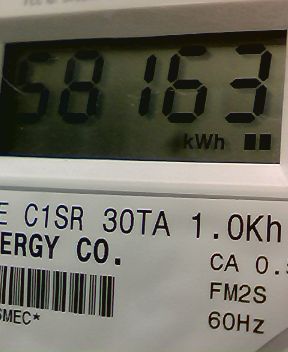 58163
kWh
E C1SR 30TA 1.0Kh
ERGY CO.
CA 0.
FM2S
SMEC*
60Hz